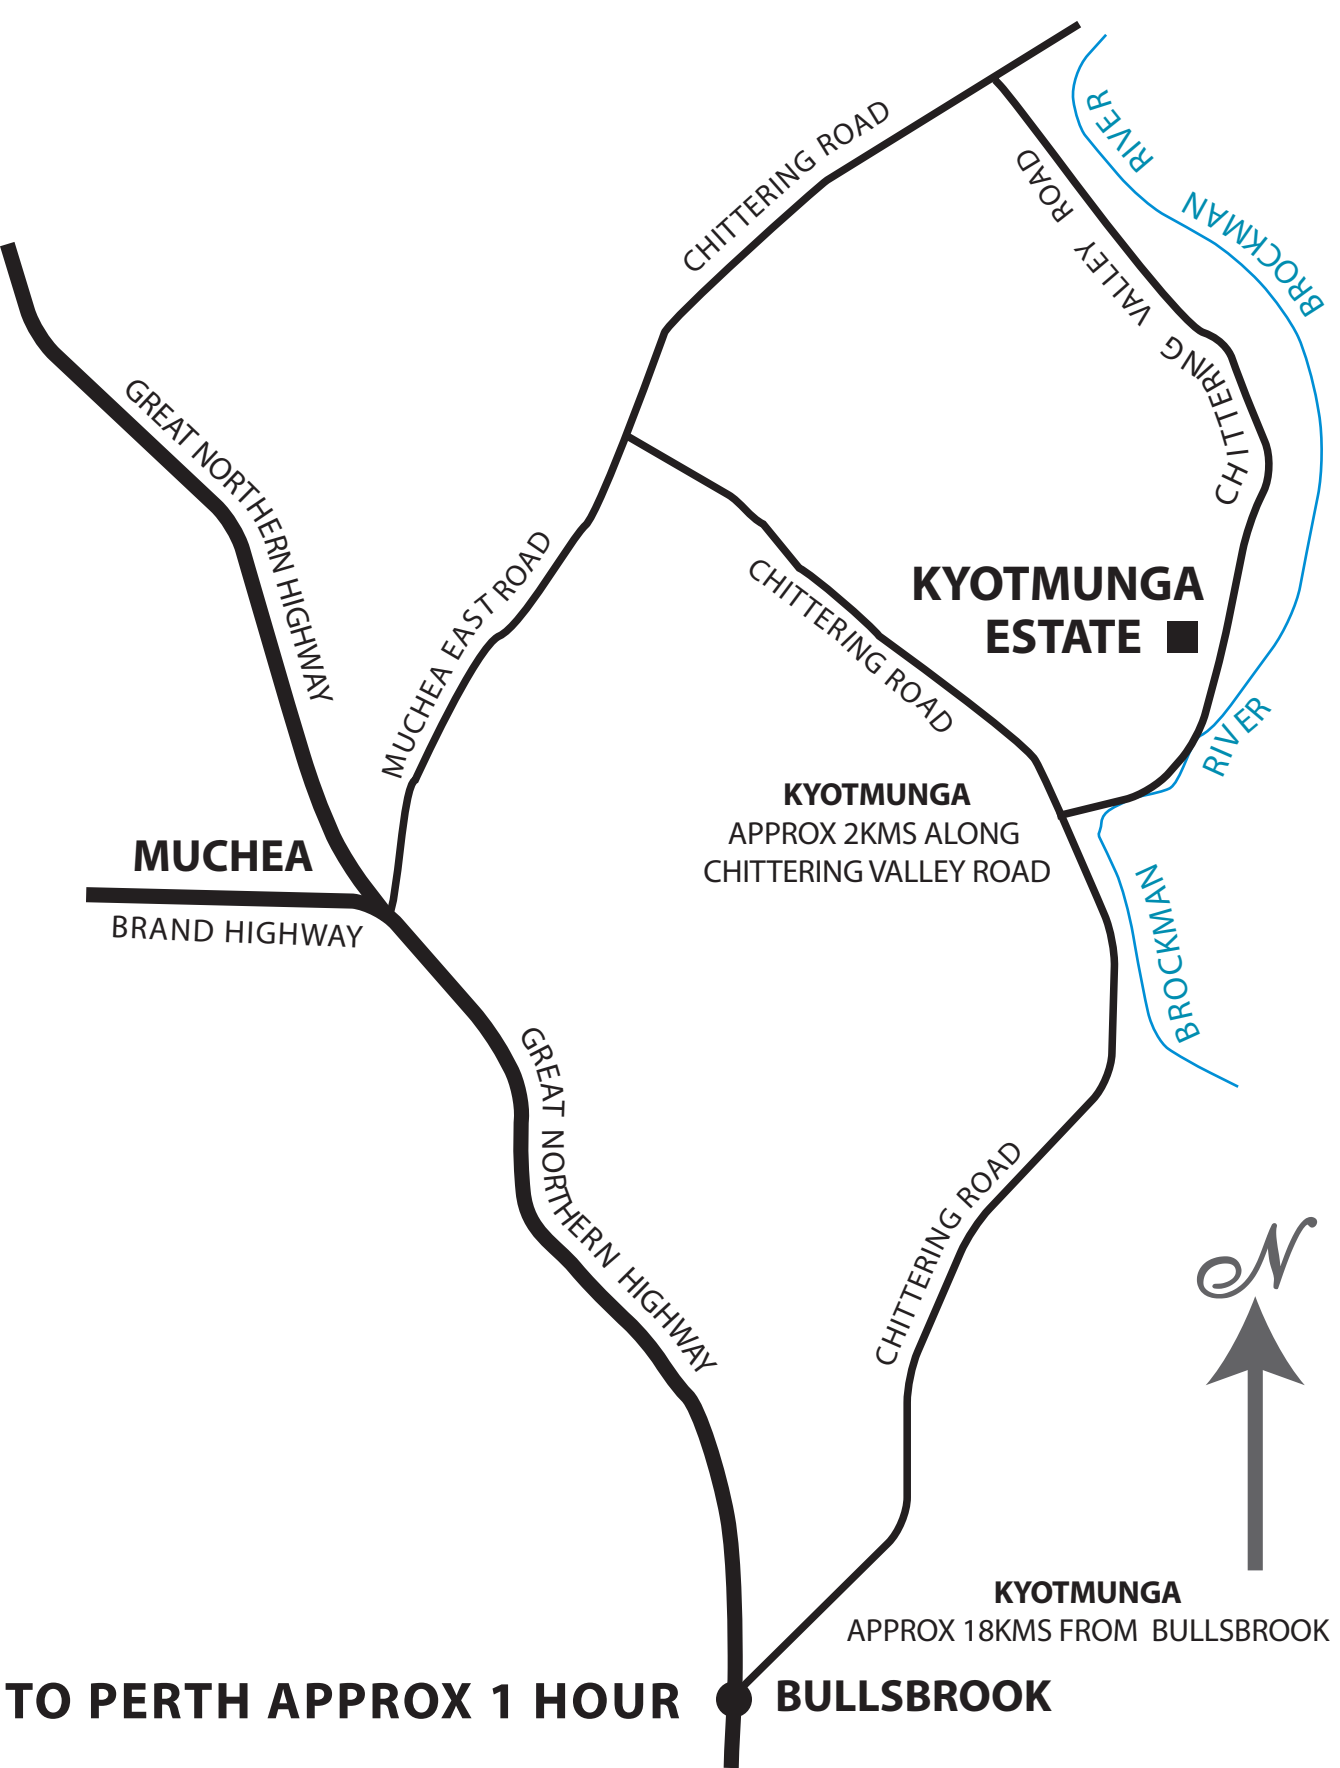 CHITTERING ROAD
RIVER
BROCKMAN
CHITTERING VALLEY ROAD
GREAT NORTHERN HIGHWAY
MUCHEA EAST ROAD
CHITTERING ROAD
KYOTMUNGA
ESTATE
RIVER
KYOTMUNGA
APPROX 2KMS ALONG
CHITTERING VALLEY ROAD
MUCHEA
BRAND HIGHWAY
BROCKMAN
GREAT NORTHERN HIGHWAY
CHITTERING ROAD
N
KYOTMUNGA
APPROX 18KMS FROM BULLSBROOK
TO PERTH APPROX 1 HOUR
BULLSBROOK